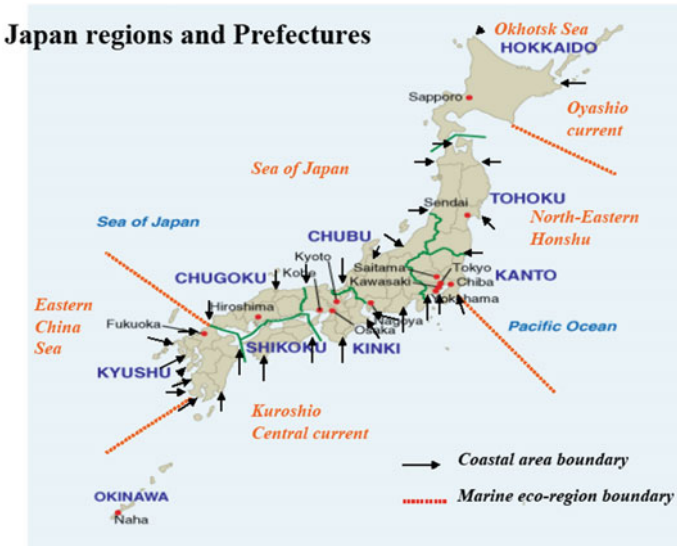 Japan regions and Prefectures
Okhotsk Sea
HOKKAIDO
Sapporo
Oyashio
current
Sea of Japan
TOHOKU
Sendai
Sea of Japan
North-Eastern
Honshu
CHUBU
Kyoto
Saitama
Tokyo
KANTO
CHUGOKU
Kobe
Kawasaki
Chiba
Yokohama
Eastern
China
Sea
Hiroshima
Nagoya
Pacific Ocean
Fukuoka
Osaka
SHIKOKU
KINKI
KYUSHU
Kuroshio
Central current
Coastal area boundary
OKINAWA
Marine eco-region boundary
Naha